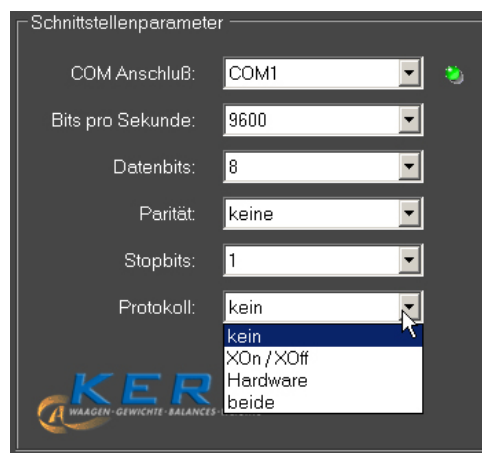 Schnittstellenparameter
COM Anschluß: COM1
Bits pro Sekunde: 9600
Datenbits: 8
Parität: keine
Stopbits: 1
Protokoll: kein
kein
XOn / XOff
Hardware
beide
KER
WAAGEN·GEWICHTE·BALANCES